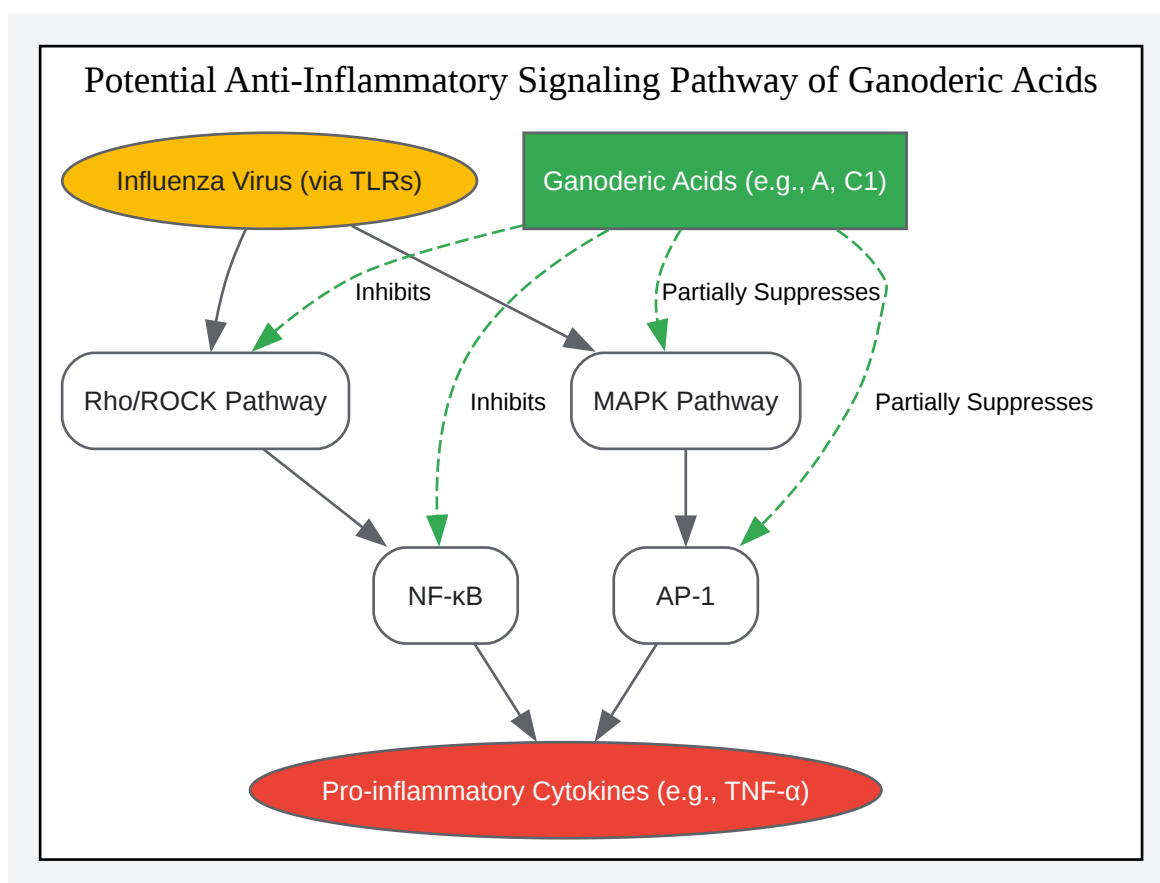 Potential Anti-Inflammatory Signaling Pathway of Ganoderic Acids
Influenza Virus (via TLRs)
Ganoderic Acids (e.g., A, C1)
Inhibits
Partially Suppresses
Rho/ROCK Pathway
Inhibits
MAPK Pathway
Partially Suppresses
NF-κB
AP-1
Pro-inflammatory Cytokines (e.g., TNF-α)